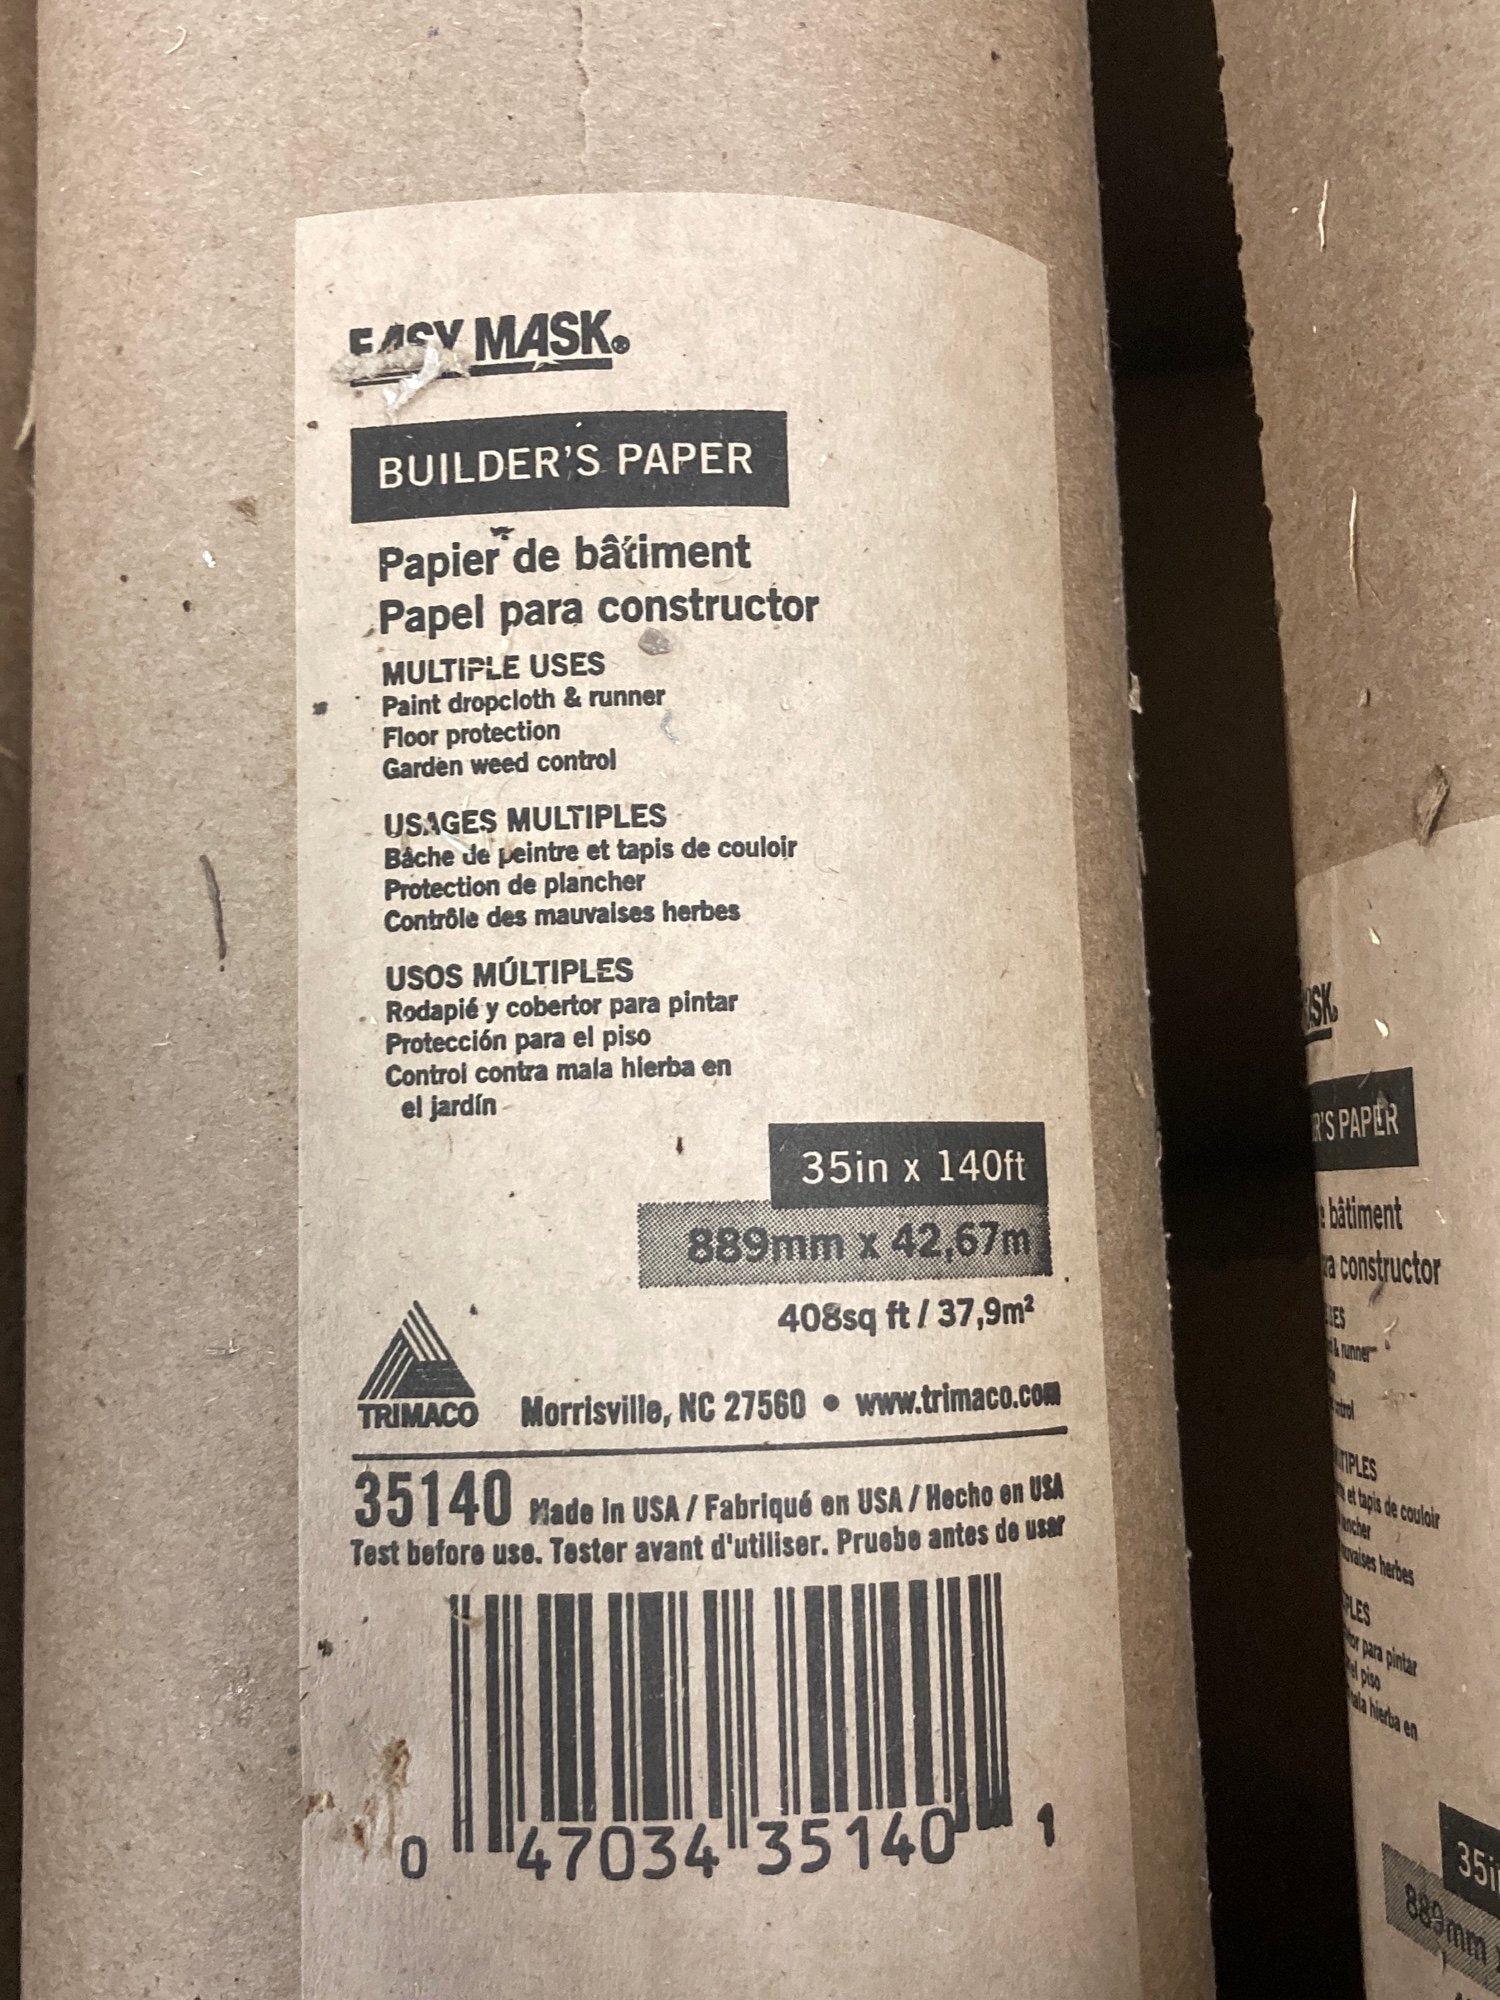 EASY MASK®
BUILDER'S PAPER
Papier de bâtiment
Papel para constructor
MULTIPLE USES
Paint dropcloth & runner
Floor protection
Garden weed control
USAGES MULTIPLES
Bâche de peintre et tapis de couloir
Protection de plancher
Contrôle des mauvaises herbes
USOS MÚLTIPLES
Rodapié y cobertor para pintar
Protección para el piso
Control contra mala hierba en
el jardín
35in x 140ft
889mm x 42,67m
408sq ft / 37,9m²
TRIMACO
Morrisville, NC 27560 • www.trimaco.com
35140 Made in USA / Fabriqué en USA / Hecho en USA
Test before use. Tester avant d'utiliser. Pruebe antes de usar
0 47034 35140 1
R'S PAPER
bâtiment
constructor
& runner
TIPLES
et tapis de couloir
herbes
PLES
para pintar
piso
hierba en
35in
889mm